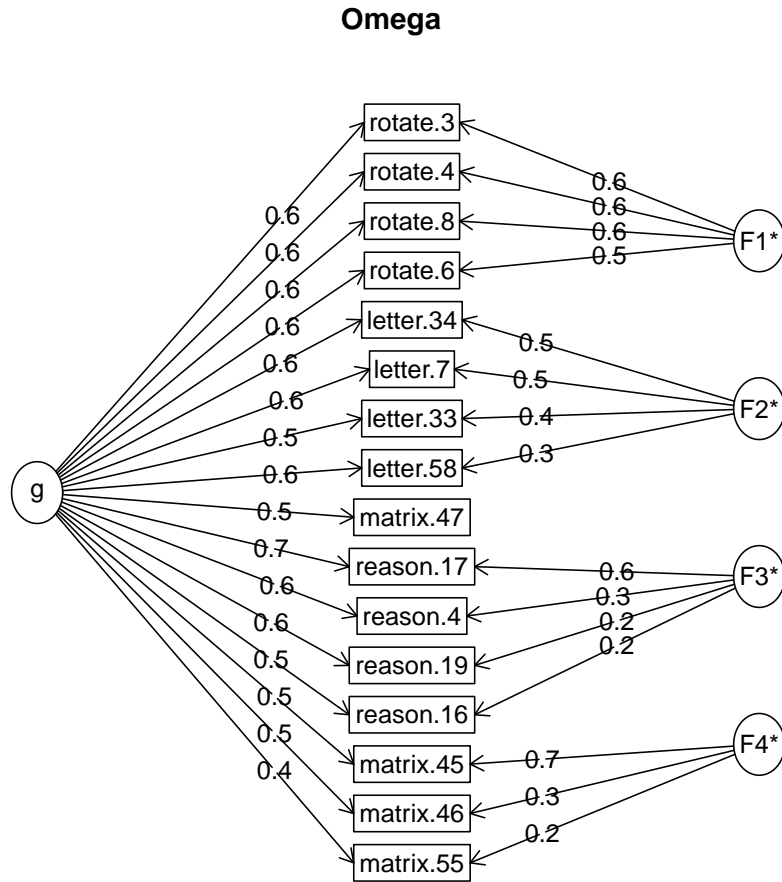 Omega
rotate.3
rotate.4
rotate.8
rotate.6
letter.34
letter.7
letter.33
letter.58
matrix.47
reason.17
reason.4
reason.19
reason.16
matrix.45
matrix.46
matrix.55
g
0.6
0.6
0.6
0.6
0.6
0.6
0.5
0.6
0.5
0.7
0.6
0.6
0.5
0.5
0.5
0.4
F1*
0.6
0.6
0.6
0.5
F2*
0.5
0.5
0.4
0.3
F3*
0.6
0.3
0.2
0.2
F4*
0.7
0.3
0.2